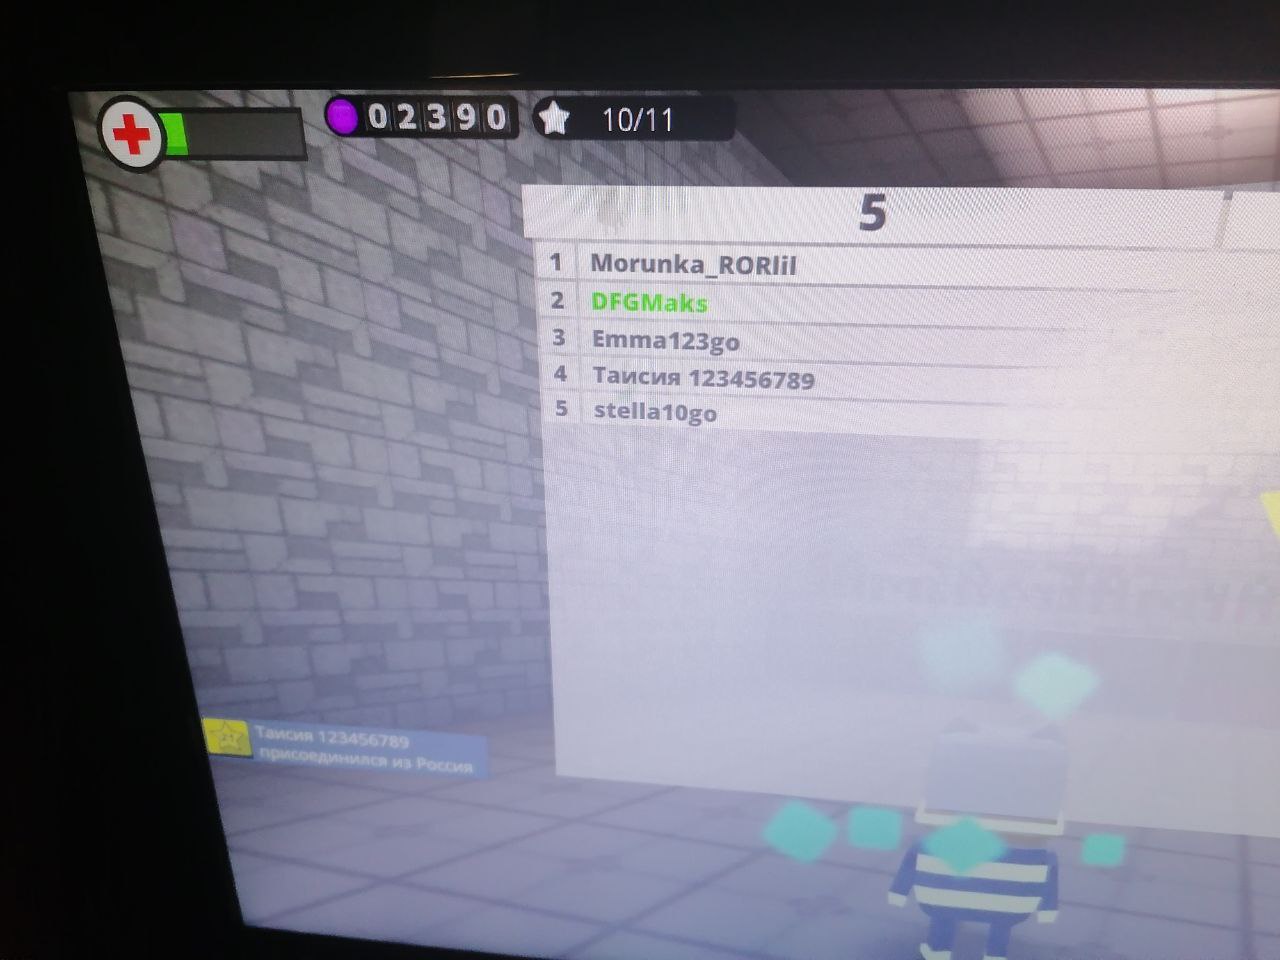 02390
10/11
5
1 Morunka_RORlil
2 DFGMaks
3 Emma123go
4 Таисия 123456789
5 stella10go
21
Таисия 123456789
присоединился из Россия